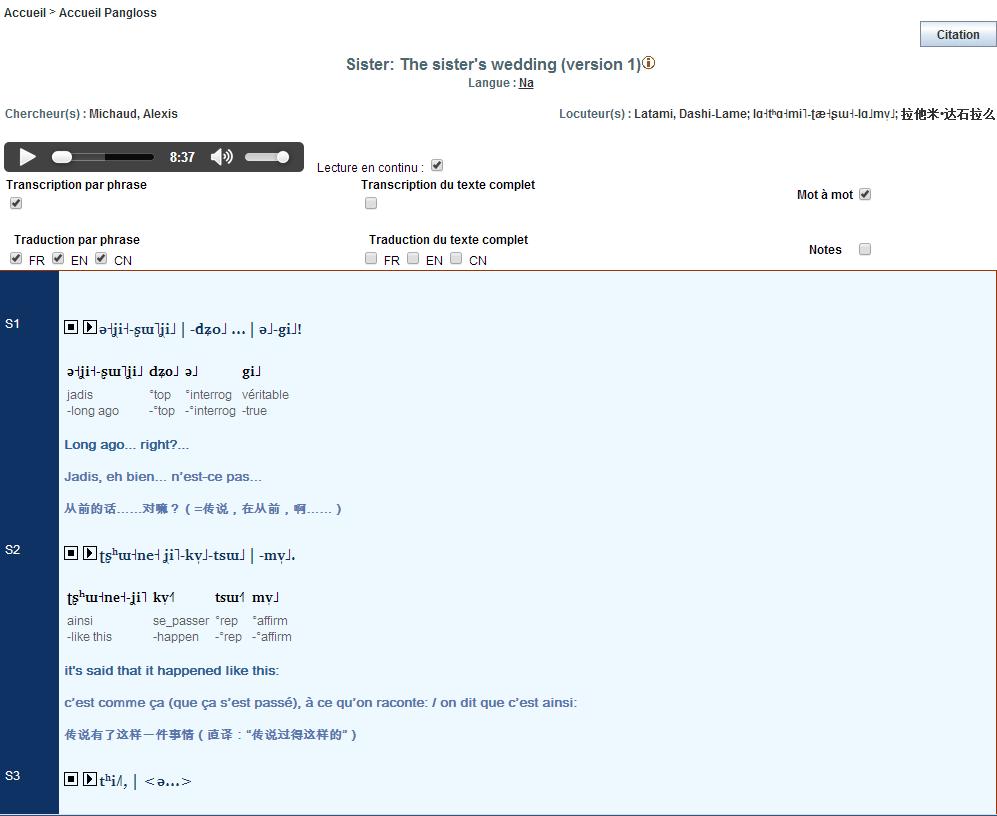 Accueil > Accueil Pangloss
Citation
Sister: The sister's wedding (version 1)
Langue : Na
Chercheur(s) : Michaud, Alexis
Locuteur(s) : Latami, Dashi-Lame; lɑ˧tʰɑ˧mi˥-ʈæ˧ʂɯ˧-lɑ˩mv̩˩; 拉他米•达石拉么
8:37
Lecture en continu :
Transcription par phrase
Transcription du texte complet
Mot à mot
Traduction par phrase
Traduction du texte complet
Notes
FR EN CN
FR EN CN
S1
ə˧ʝi˧-ʂɯ˥ʝi˩ | -dʐo˩ … | ə˩-gi˩!
ə˧ʝi˧-ʂɯ˥ʝi˩ dʐo˩ ə˩ gi˩
jadis °top °interrog véritable
-long ago -°top -°interrog -true
Long ago... right?...
Jadis, eh bien... n'est-ce pas...
从前的话……对嘛？（=传说，在从前，啊……）
S2
ʈʂʰɯ˧ne˧ ʝi˥-kv̩˩-tsɯ˩ | -mv̩˩.
ʈʂʰɯ˧ne˧-ʝi˥ kv̩˧˥ tsɯ˧˥ mv̩˩
ainsi se_passer °rep °affirm
-like this -happen -°rep -°affirm
it's said that it happened like this:
c'est comme ça (que ça s'est passé), à ce qu'on raconte: / on dit que c'est ainsi:
传说有了这样一件事情（直译：“传说过得这样的”）
S3
tʰi˩˥, | <ə…>